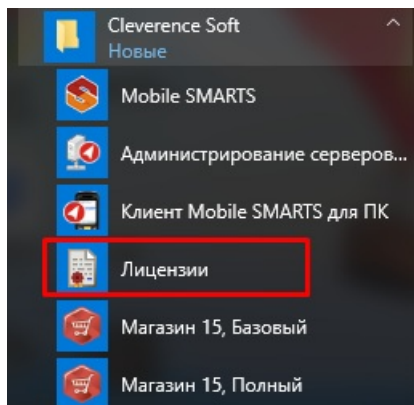 Cleverence Soft
Новые
Mobile SMARTS
Администрирование серверов...
Клиент Mobile SMARTS для ПК
Лицензии
Магазин 15, Базовый
Магазин 15, Полный